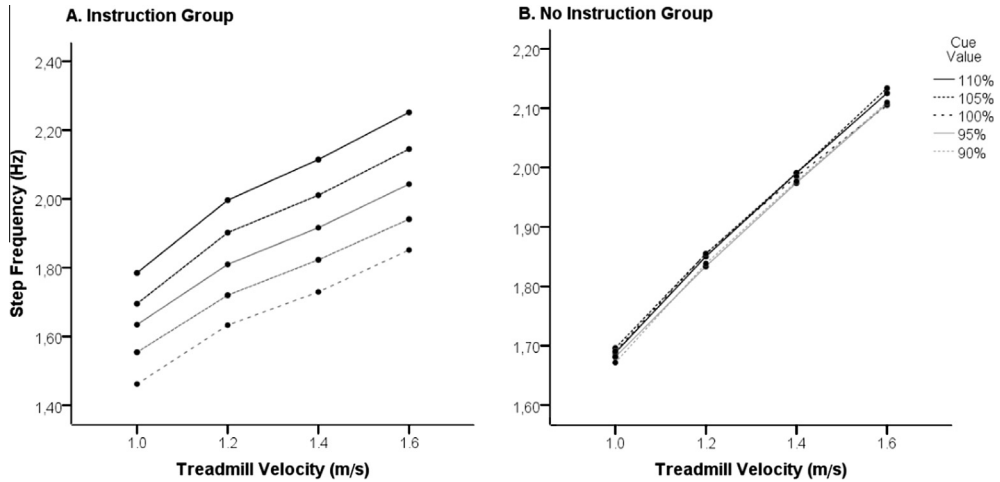 A. Instruction Group
2,40
2,20
2,00
1,80
1,60
1,40
Step Frequency (Hz)
1.0 1.2 1.4 1.6
Treadmill Velocity (m/s)
B. No Instruction Group
2,20
2,10
2,00
1,90
1,80
1,70
1,60
1.0 1.2 1.4 1.6
Treadmill Velocity (m/s)
Cue
Value
110%
105%
100%
95%
90%